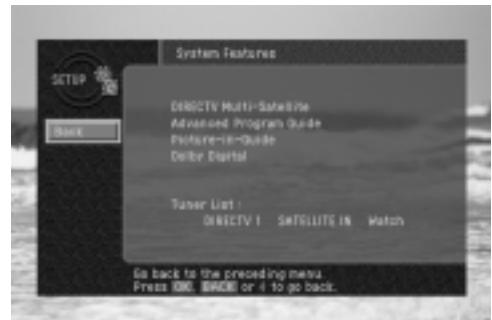 System Features
SETUP
DIRECTV Multi-Satellite
Advanced Program Guide
Back
Picture-in-Guide
Dolby Digital
Tuner List :
DIRECTV 1 SATELLITE IN Watch
Go back to the preceding menu.
Press OK, BACK or ◀ to go back.